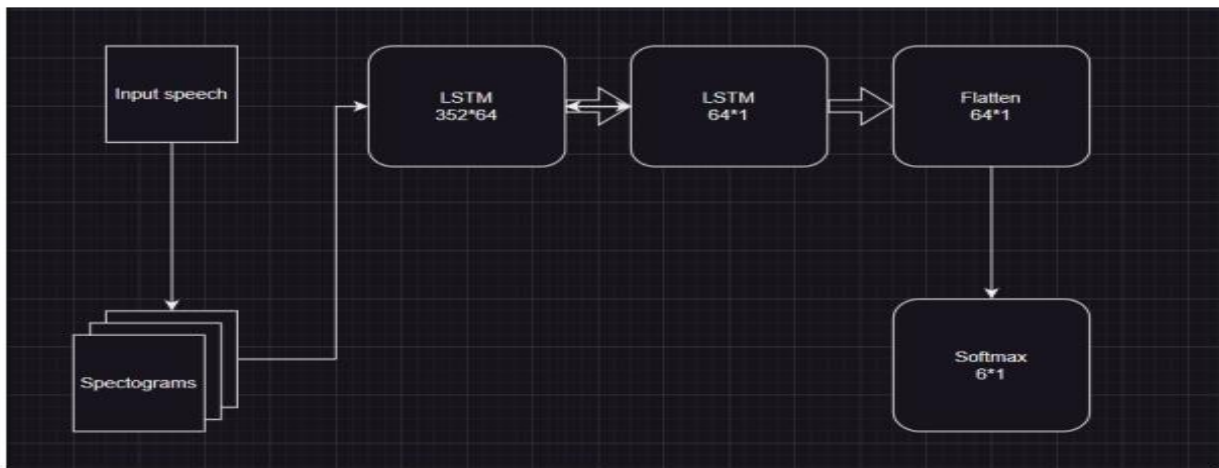 Input speech
LSTM
352*64
LSTM
64*1
Flatten
64*1
Spectograms
Softmax
6*1